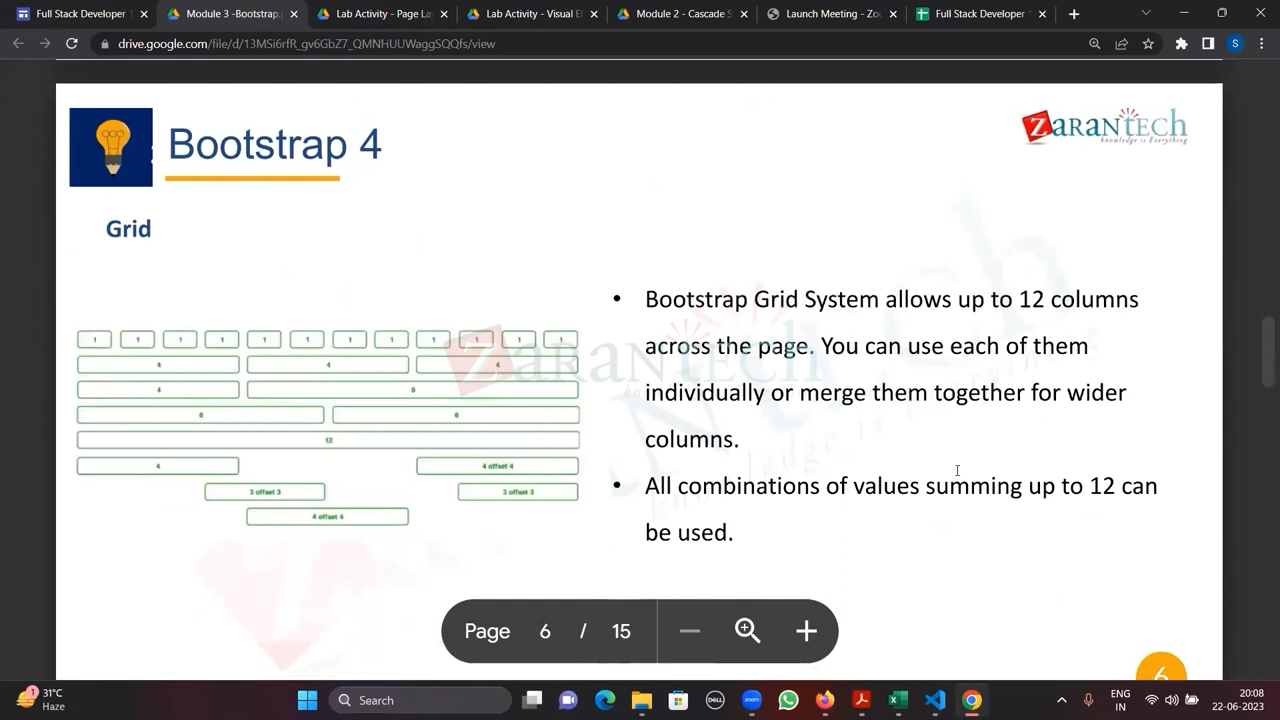 Full Stack Developer T
Module 3 -Bootstrap.p
Lab Activity - Page La
Lab Activity - Visual El
Module 2 - Cascade S
Launch Meeting - Zoo
Full Stack Developer T
drive.google.com/file/d/13MSi6rfR_gv6GbZ7_QMNHUUWaggSQQfs/view
S
Bootstrap 4
ZARANTECH
knowledge is Everything
Grid
• Bootstrap Grid System allows up to 12 columns
across the page. You can use each of them
individually or merge them together for wider
columns.
• All combinations of values summing up to 12 can
be used.
1 1 1 1 1 1 1 1 1 1 1 1
4 4 4
4 8
6 6
12
4 4 offset 4
3 offset 3 3 offset 3
4 offset 4
Page 6 / 15
6
1
31°C
Haze
Search
DELL
zoom
ENG
IN
20:08
22-06-2023